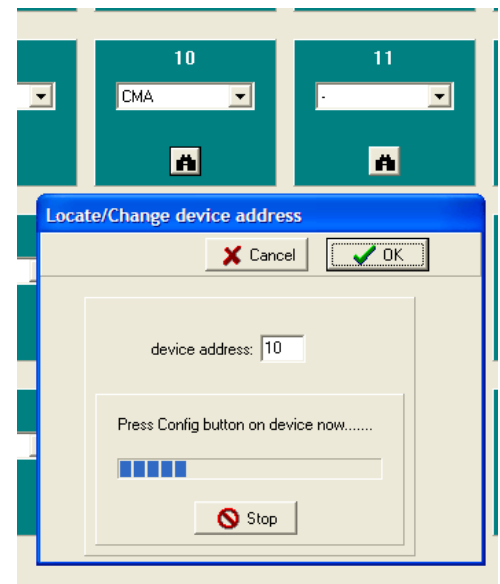 10 11
CMA -
Locate/Change device address
Cancel OK
device address: 10
Press Config button on device now.......
Stop